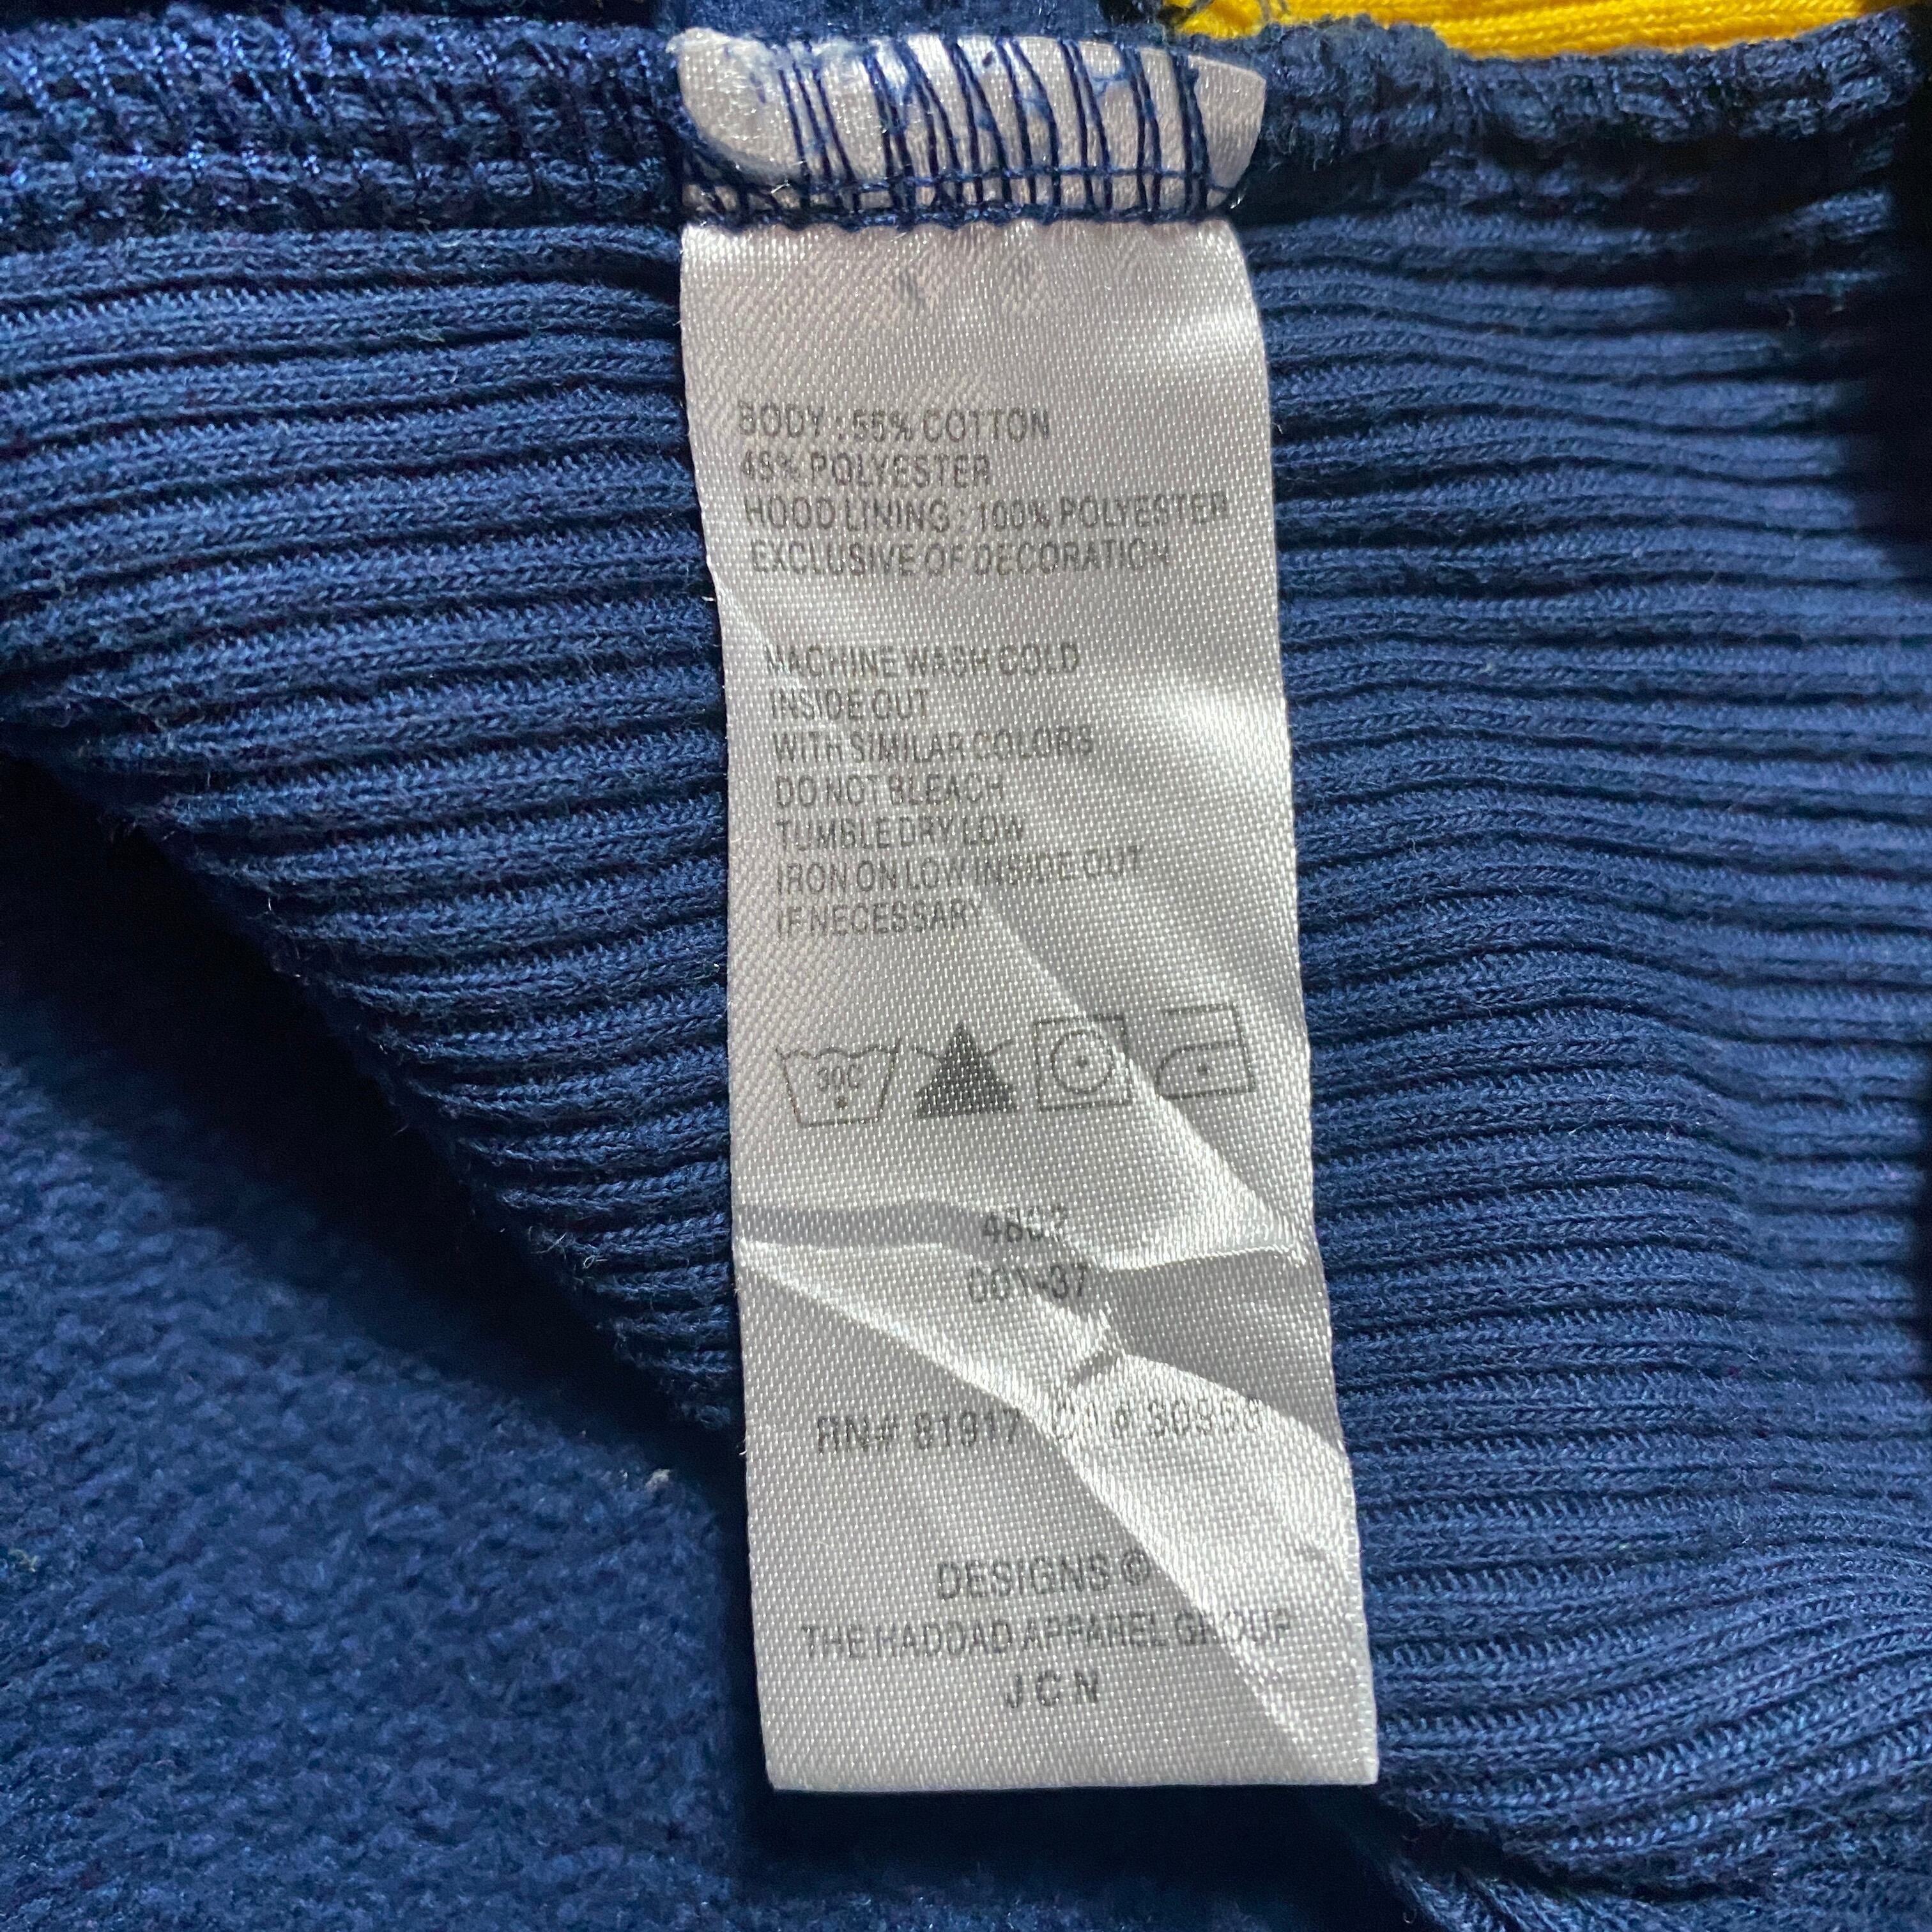 BODY : 55% COTTON
45% POLYESTER
HOOD LINING : 100% POLYESTER
EXCLUSIVE OF DECORATION
MACHINE WASH COLD
INSIDE OUT
WITH SIMILAR COLORS
DO NOT BLEACH
TUMBLE DRY LOW
IRON ON LOW INSIDE OUT
IF NECESSARY
30C
RN#
DESIGNS ©
THE HADDAD APPAREL GROUP
JCN